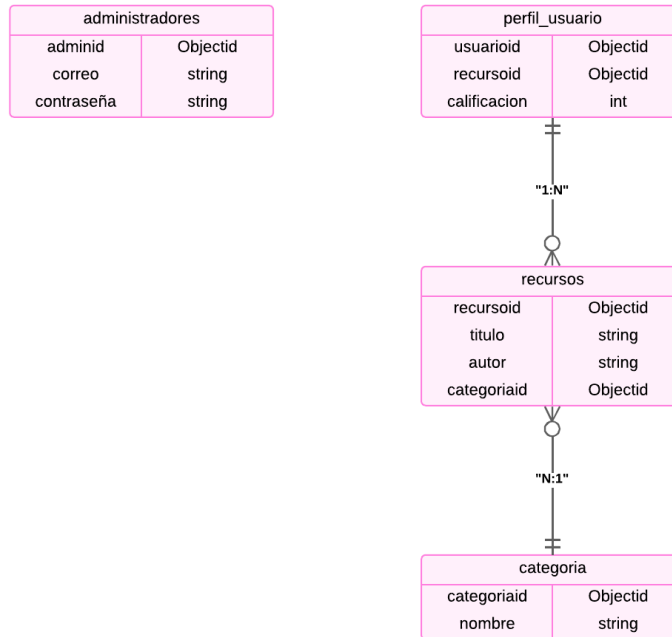 administradores
adminid Objectid
correo string
contraseña string
perfil_usuario
usuarioid Objectid
recursoid Objectid
calificacion int
"1:N"
recursos
recursoid Objectid
titulo string
autor string
categoriaid Objectid
"N:1"
categoria
categoriaid Objectid
nombre string